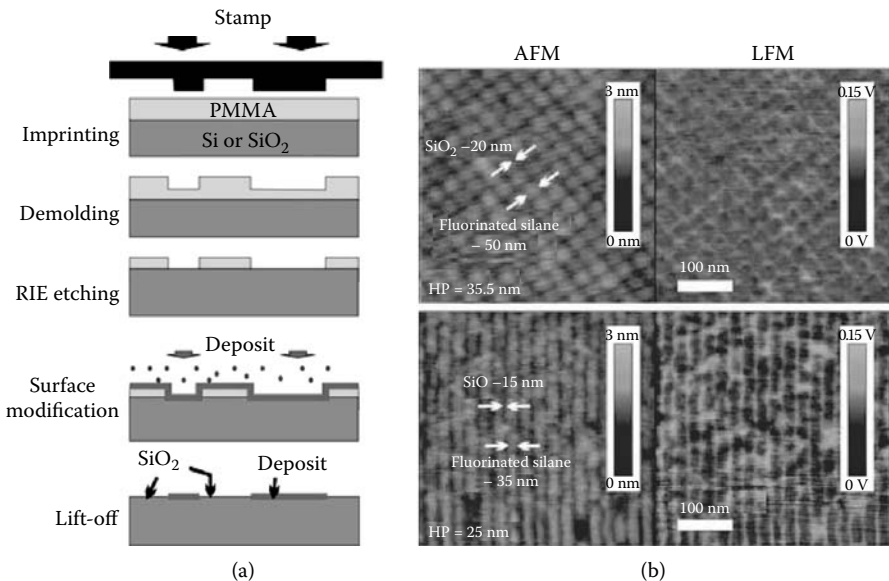 Stamp
PMMA
Si or SiO2
Imprinting
Demolding
RIE etching
Deposit
Surface
modification
SiO2
Deposit
Lift-off
(a)
AFM
LFM
3 nm
0.15 V
SiO2 –20 nm
Fluorinated silane
– 50 nm
0 nm
0 V
100 nm
HP = 35.5 nm
3 nm
0.15 V
SiO –15 nm
Fluorinated silane
– 35 nm
0 nm
0 V
100 nm
HP = 25 nm
(b)